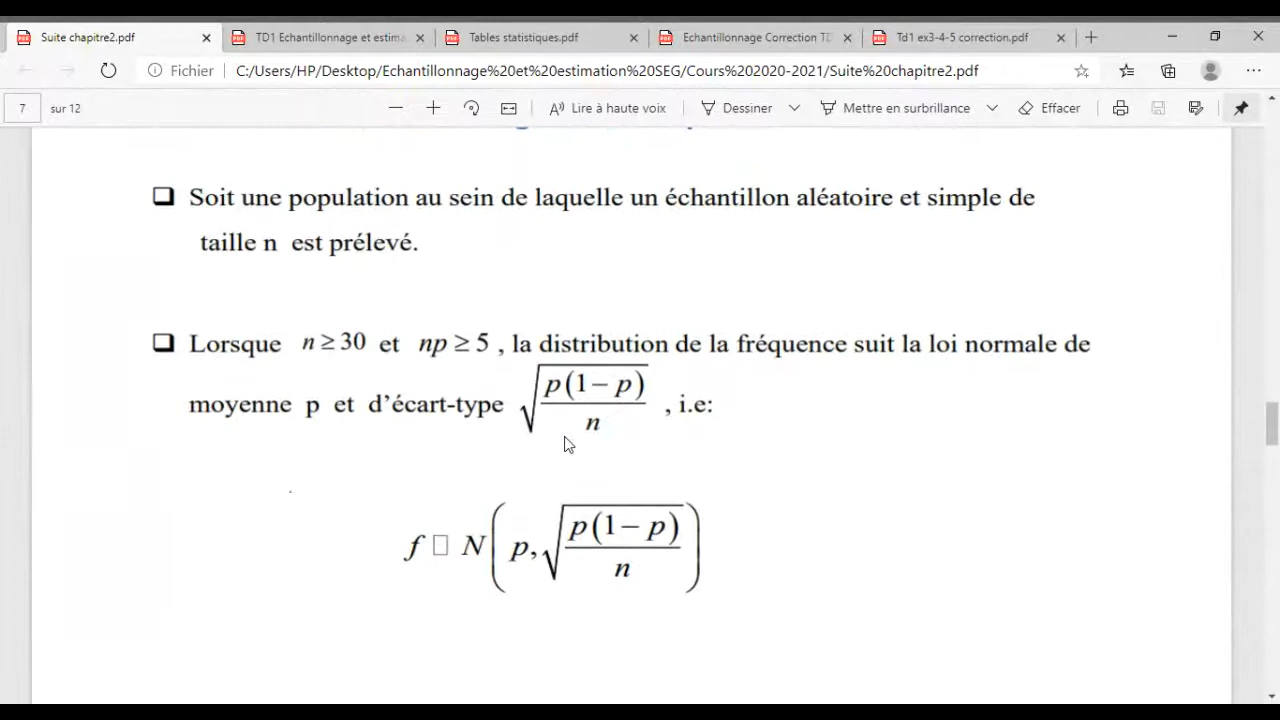 Suite chapitre2.pdf
TD1 Echantillonnage et estima
Tables statistiques.pdf
Echantillonnage Correction TD
Td1 ex3-4-5 correction.pdf
Fichier C:/Users/HP/Desktop/Echantillonnage%20et%20estimation%20SEG/Cours%202020-2021/Suite%20chapitre2.pdf
7 sur 12 Lire à haute voix Dessiner Mettre en surbrillance Effacer
❑ Soit une population au sein de laquelle un échantillon aléatoire et simple de
taille n est prélevé.
❑ Lorsque n ≥ 30 et np ≥ 5 , la distribution de la fréquence suit la loi normale de
moyenne p et d'écart-type √(p(1−p)/n) , i.e:
f □ N(p, √(p(1−p)/n))